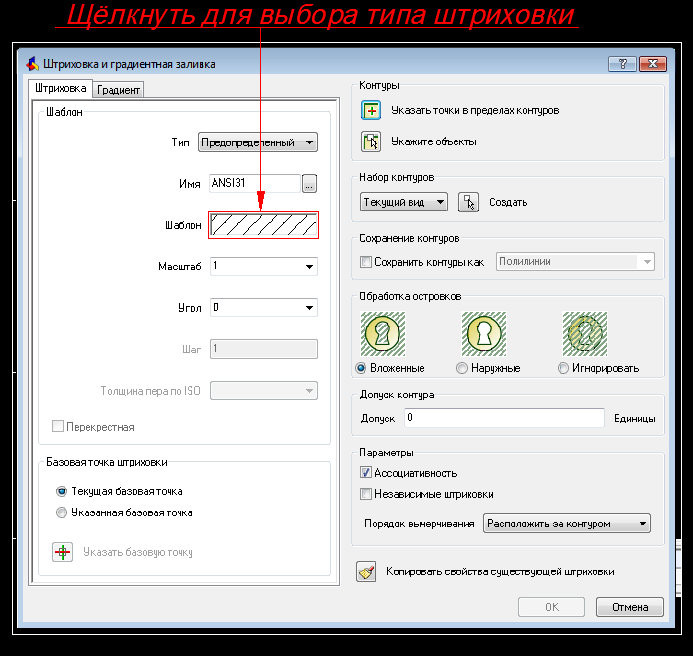 Щёлкнуть для выбора типа штриховки
Штриховка и градиентная заливка
Штриховка
Градиент
Шаблон
Тип Предопределенный
Имя ANSI31 ...
Шаблон
Масштаб 1
Угол 0
Шаг 1
Толщина пера по ISO
Перекрестная
Базовая точка штриховки
Текущая базовая точка
Указанная базовая точка
Указать базовую точку
Контуры
Указать точки в пределах контуров
Укажите объекты
Набор контуров
Текущий вид Создать
Сохранение контуров
Сохранить контуры как Полилинии
Обработка островков
Вложенные Наружные Игнорировать
Допуск контура
Допуск 0 Единицы
Параметры
Ассоциативность
Независимые штриховки
Порядок вычерчивания Расположить за контуром
Копировать свойства существующей штриховки
OK Отмена